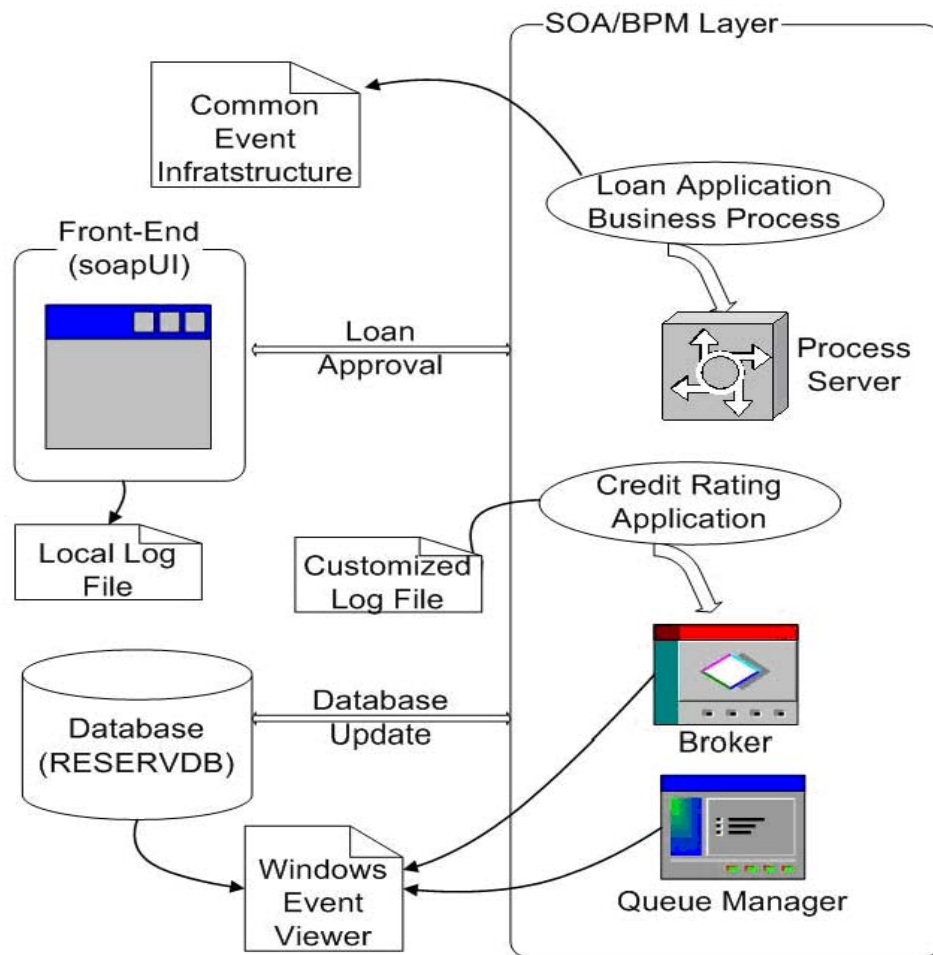 SOA/BPM Layer
Common
Event
Infratstructure
Loan Application
Business Process
Front-End
(soapUI)
Loan
Approval
Process
Server
Local Log
File
Customized
Log File
Credit Rating
Application
Database
(RESERVDB)
Database
Update
Broker
Windows
Event
Viewer
Queue Manager